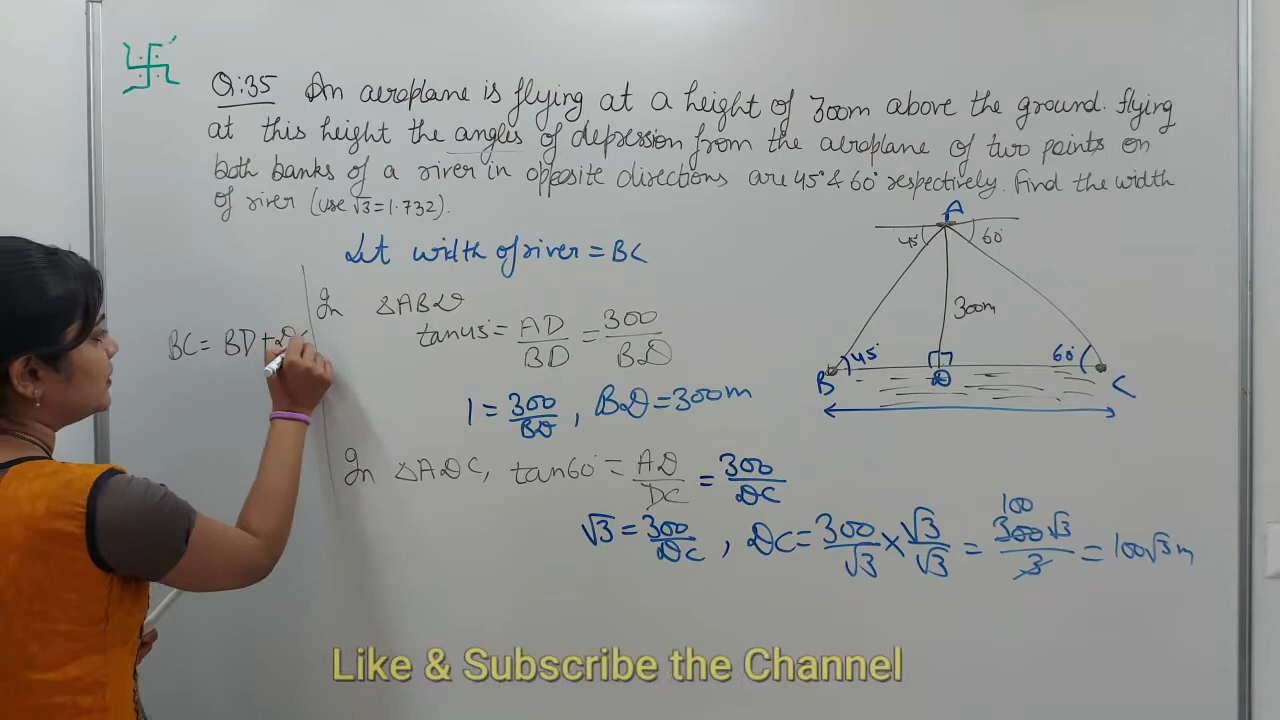 Q:35 An aeroplane is flying at a height of 300m above the ground. flying
at this height the angles of depression from the aeroplane of two points on
both banks of a river in opposite directions are 45° & 60° respectively. Find the width
of river (use √3 = 1.732).
Let width of river = BC
In ΔABD
tan45 = AD/BD = 300/BD
1 = 300/BD , BD = 300m
In ΔADC, tan60° = AD/DC = 300/DC
√3 = 300/DC , DC = 300/√3 × √3/√3 = 300√3/3 = 100√3 m
100
BC = BD + DC
A
45°
60°
300m
45°
60°
B
D
C
Like & Subscribe the Channel